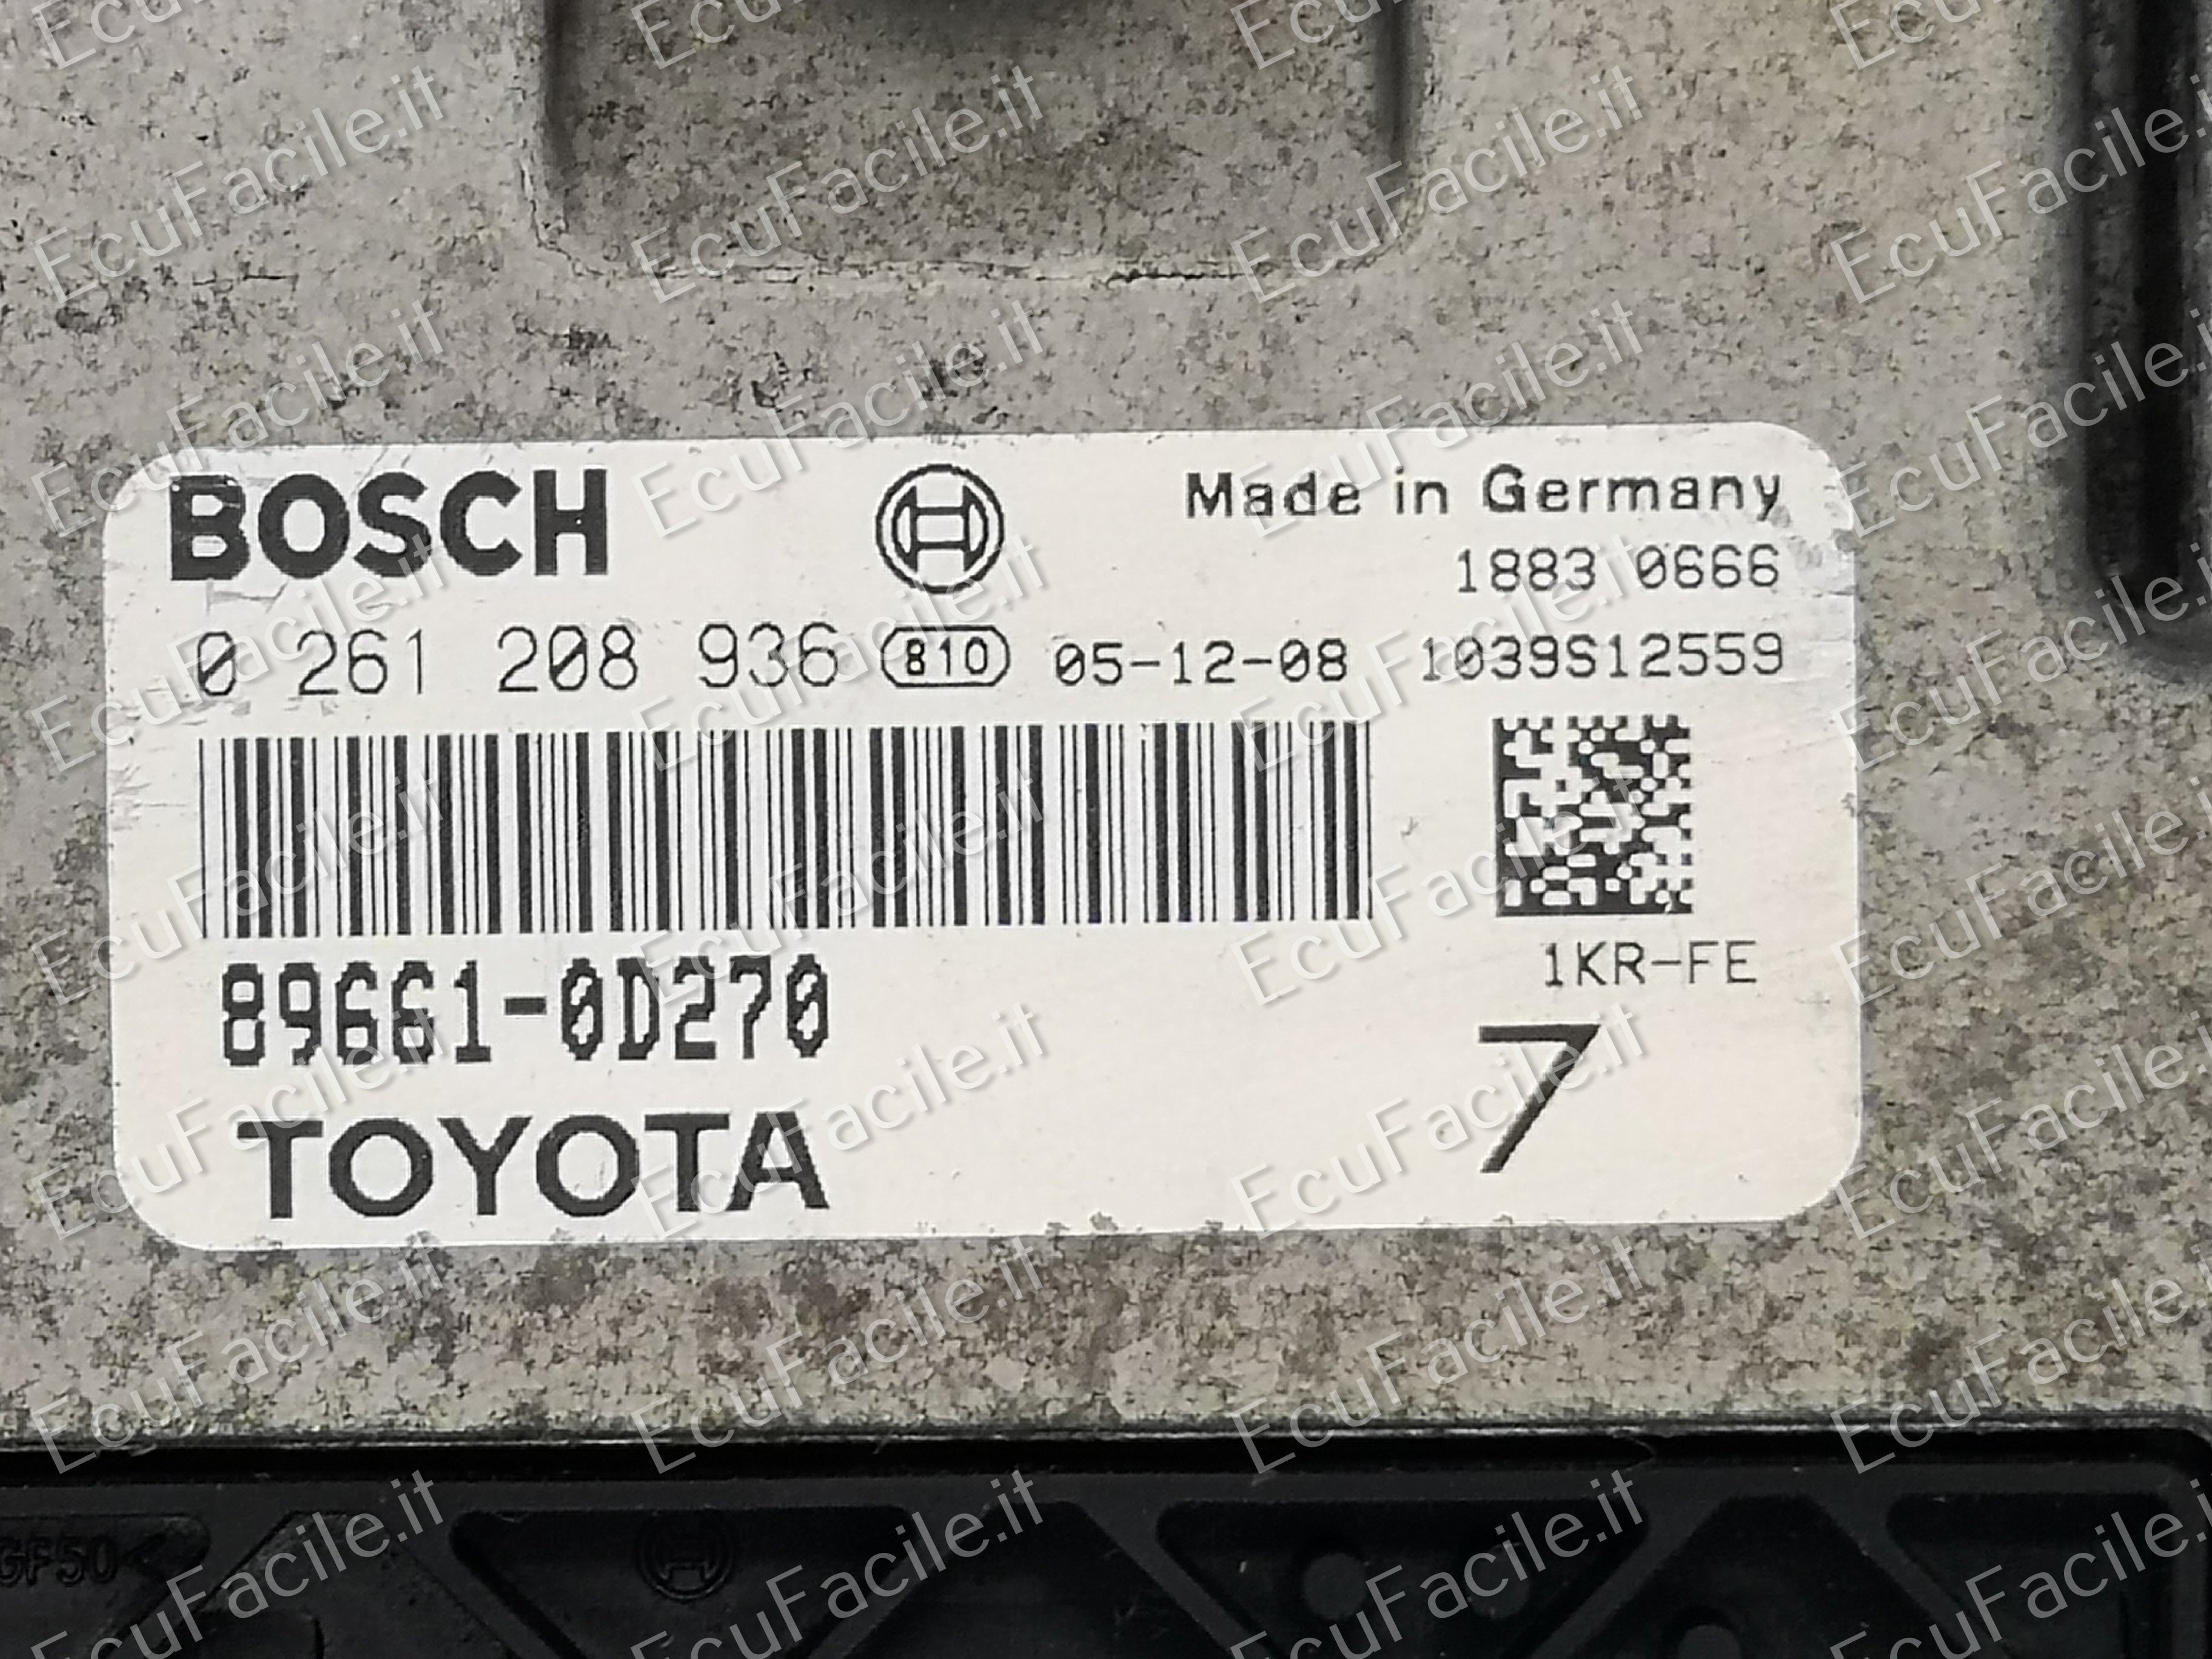 BOSCH
Made in Germany
1883 0666
0 261 208 936 810 05-12-08 1039S12559
89661-0D270
1KR-FE
TOYOTA
7
GF50<
EcuFacile.it